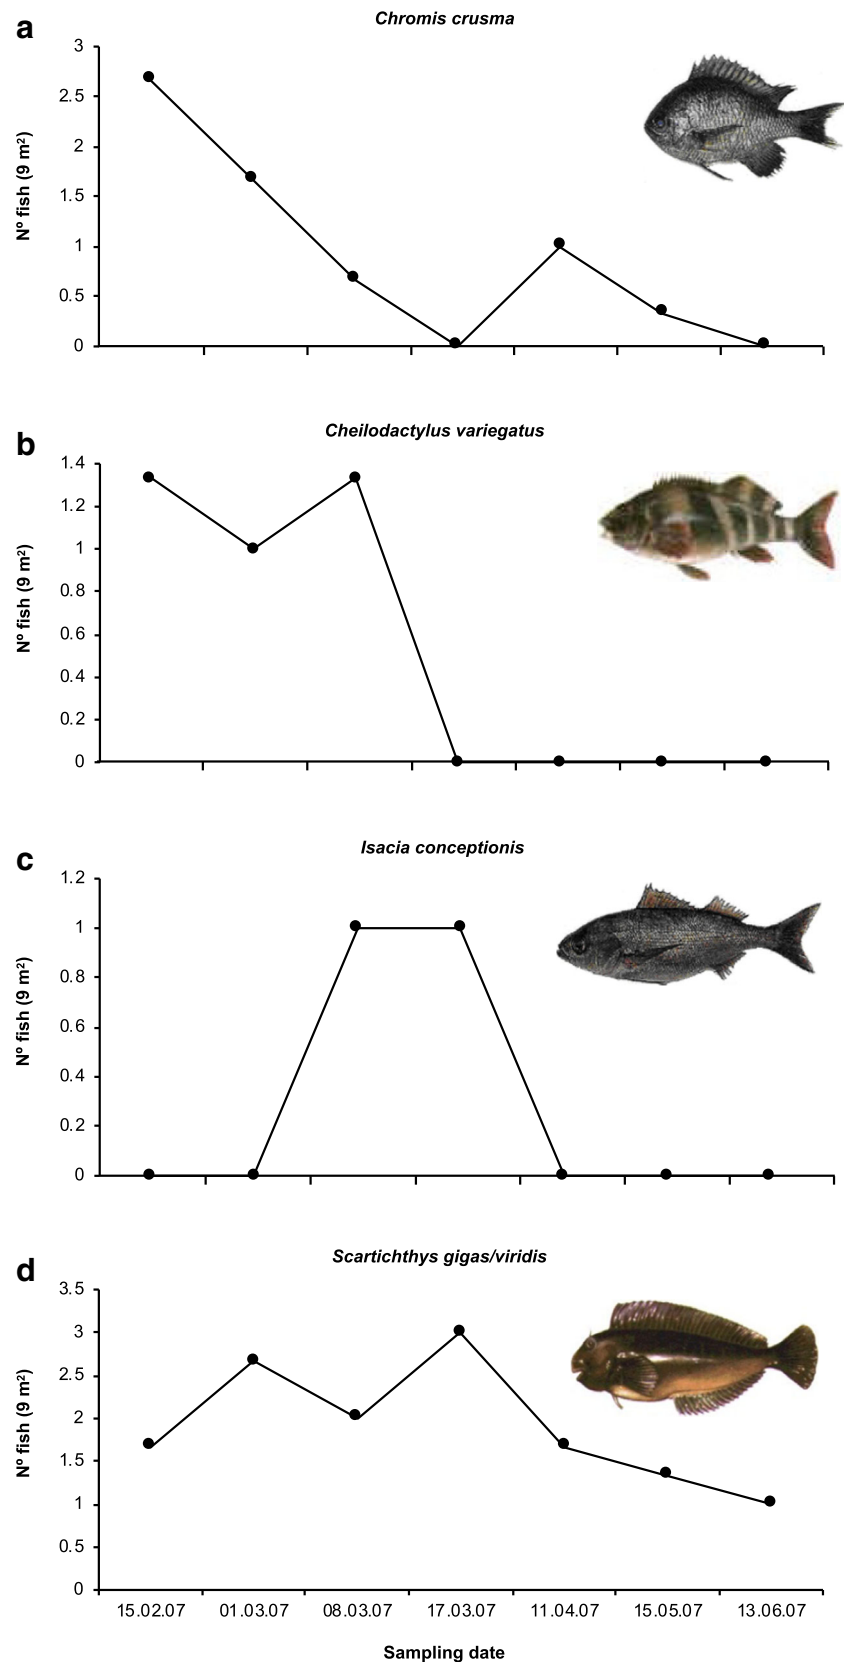 a
Chromis crusma
3
2.5
2
1.5
1
0.5
0
Nº fish (9 m²)
b
Cheilodactylus variegatus
1.4
1.2
1
0.8
0.6
0.4
0.2
0
Nº fish (9 m²)
c
Isacia conceptionis
1.2
1
0.8
0.6
0.4
0.2
0
Nº fish (9 m²)
d
Scartichthys gigas/viridis
3.5
3
2.5
2
1.5
1
0.5
0
Nº fish (9 m²)
15.02.07 01.03.07 08.03.07 17.03.07 11.04.07 15.05.07 13.06.07
Sampling date